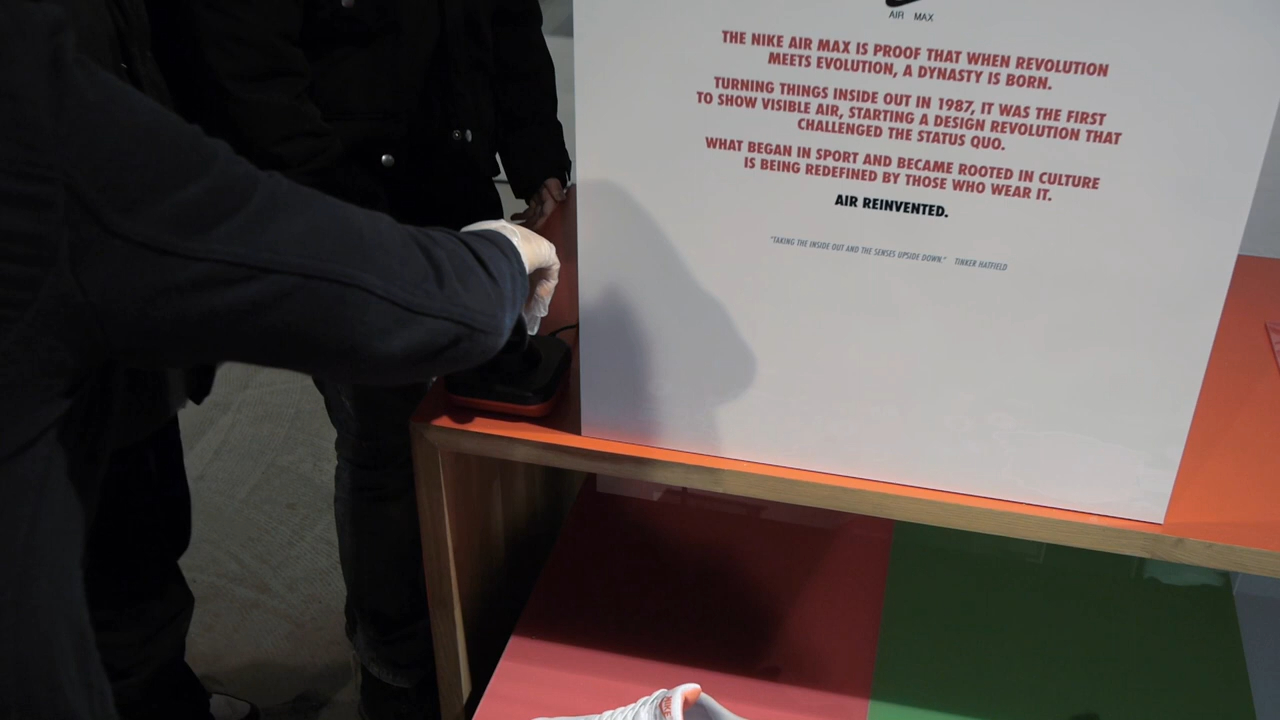 AIR MAX
THE NIKE AIR MAX IS PROOF THAT WHEN REVOLUTION
MEETS EVOLUTION, A DYNASTY IS BORN.
TURNING THINGS INSIDE OUT IN 1987, IT WAS THE FIRST
TO SHOW VISIBLE AIR, STARTING A DESIGN REVOLUTION THAT
CHALLENGED THE STATUS QUO.
WHAT BEGAN IN SPORT AND BECAME ROOTED IN CULTURE
IS BEING REDEFINED BY THOSE WHO WEAR IT.
AIR REINVENTED.
"TAKING THE INSIDE OUT AND THE SENSES UPSIDE DOWN." TINKER HATFIELD